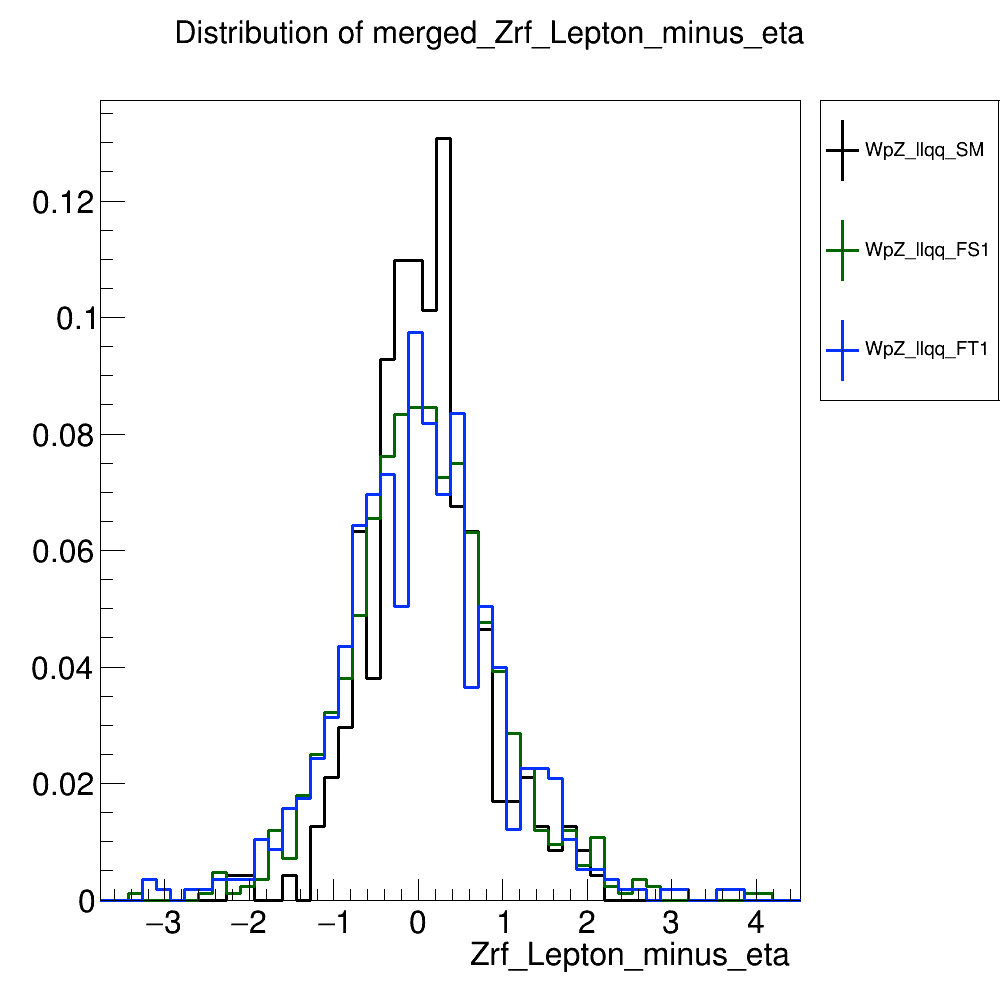 Distribution of merged_Zrf_Lepton_minus_eta
WpZ_llqq_SM
WpZ_llqq_FS1
WpZ_llqq_FT1
0.12
0.1
0.08
0.06
0.04
0.02
0
−3 −2 −1 0 1 2 3 4
Zrf_Lepton_minus_eta